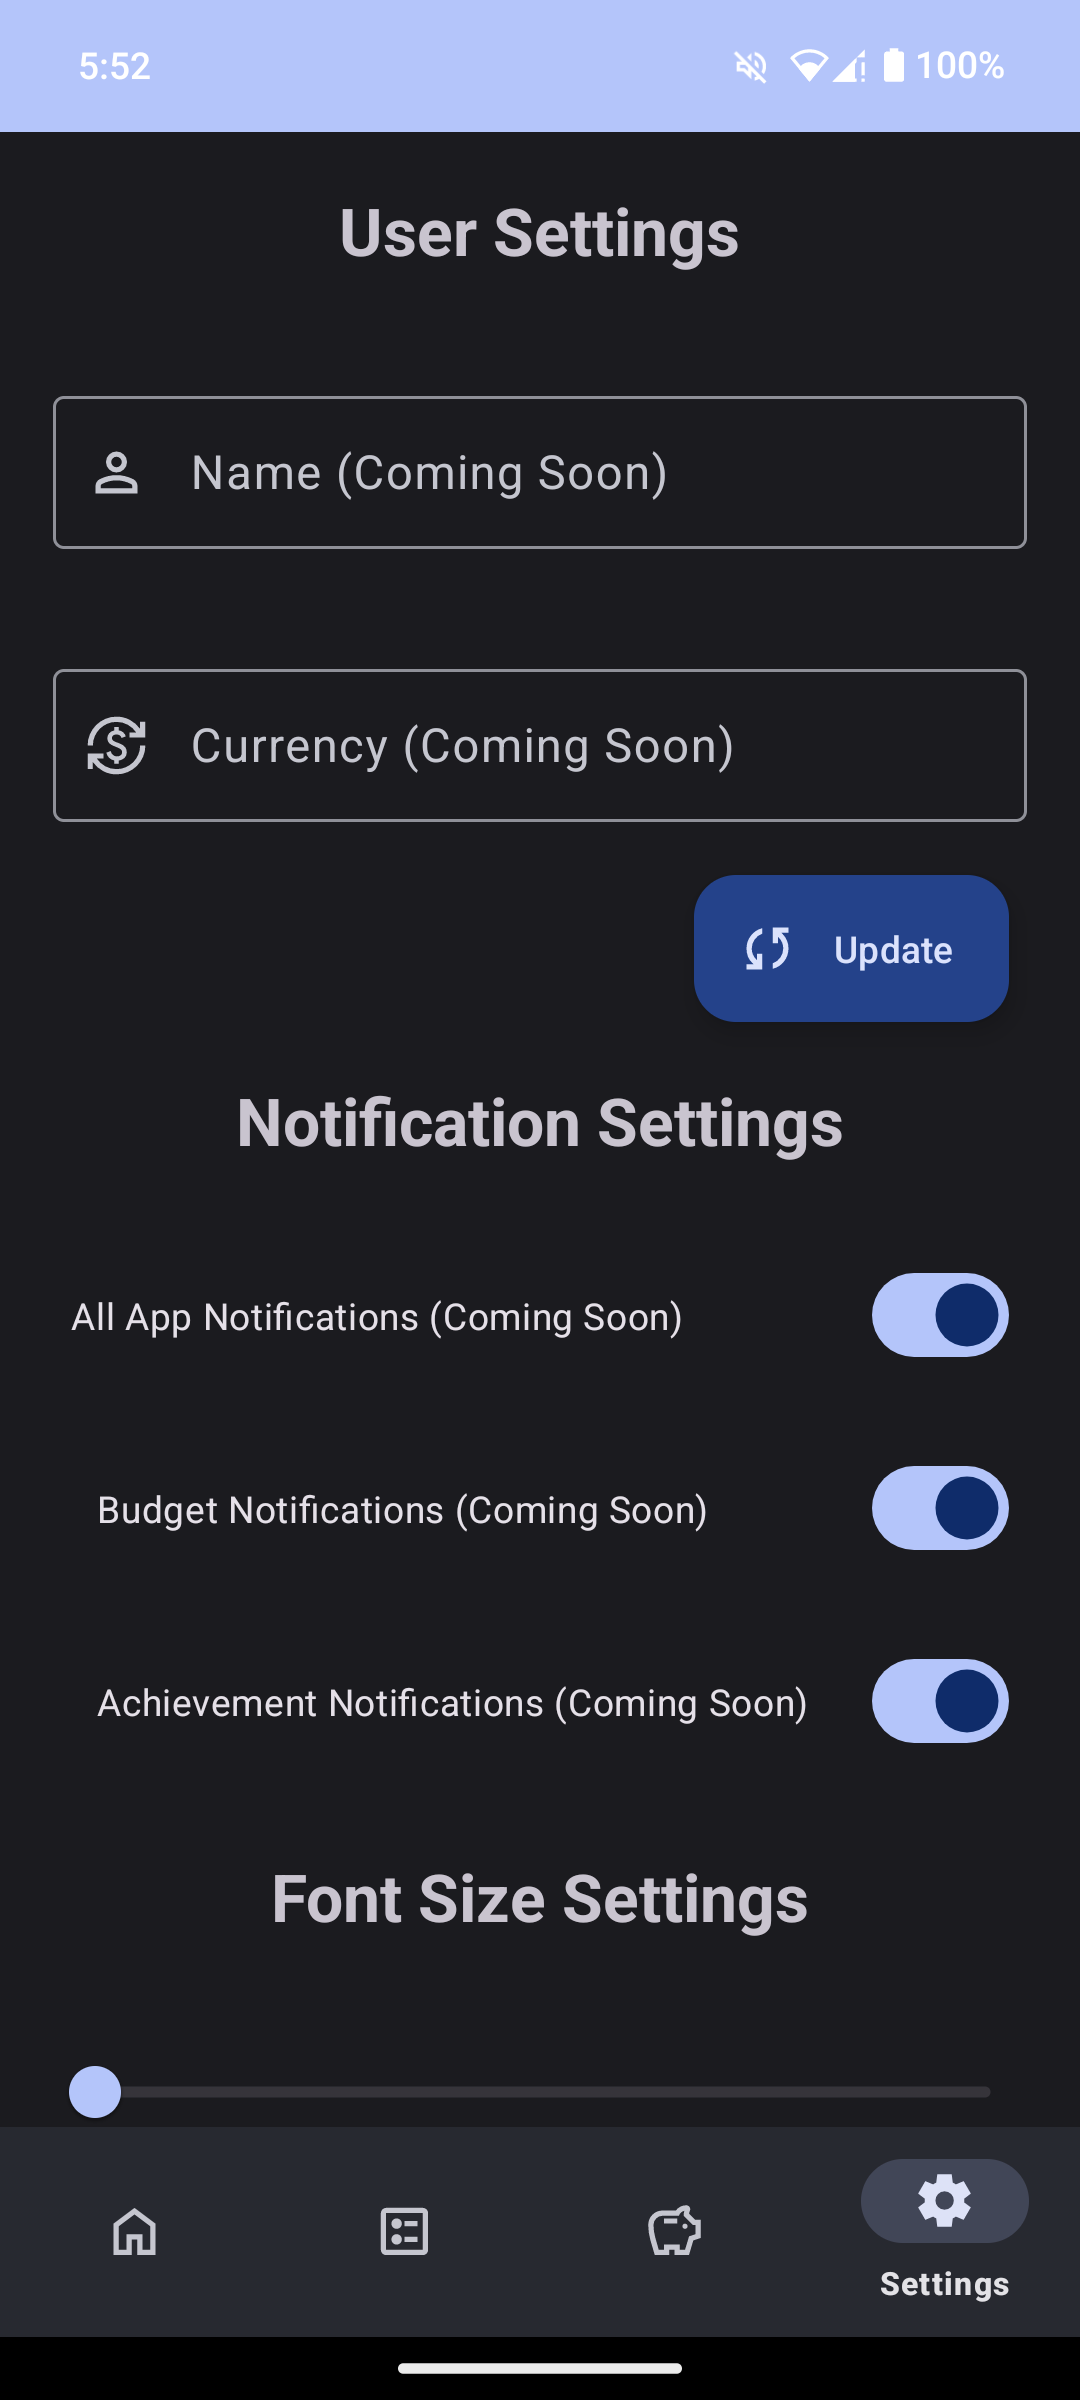 5:52
100%
User Settings
Name (Coming Soon)
Currency (Coming Soon)
Update
Notification Settings
All App Notifications (Coming Soon)
Budget Notifications (Coming Soon)
Achievement Notifications (Coming Soon)
Font Size Settings
Settings